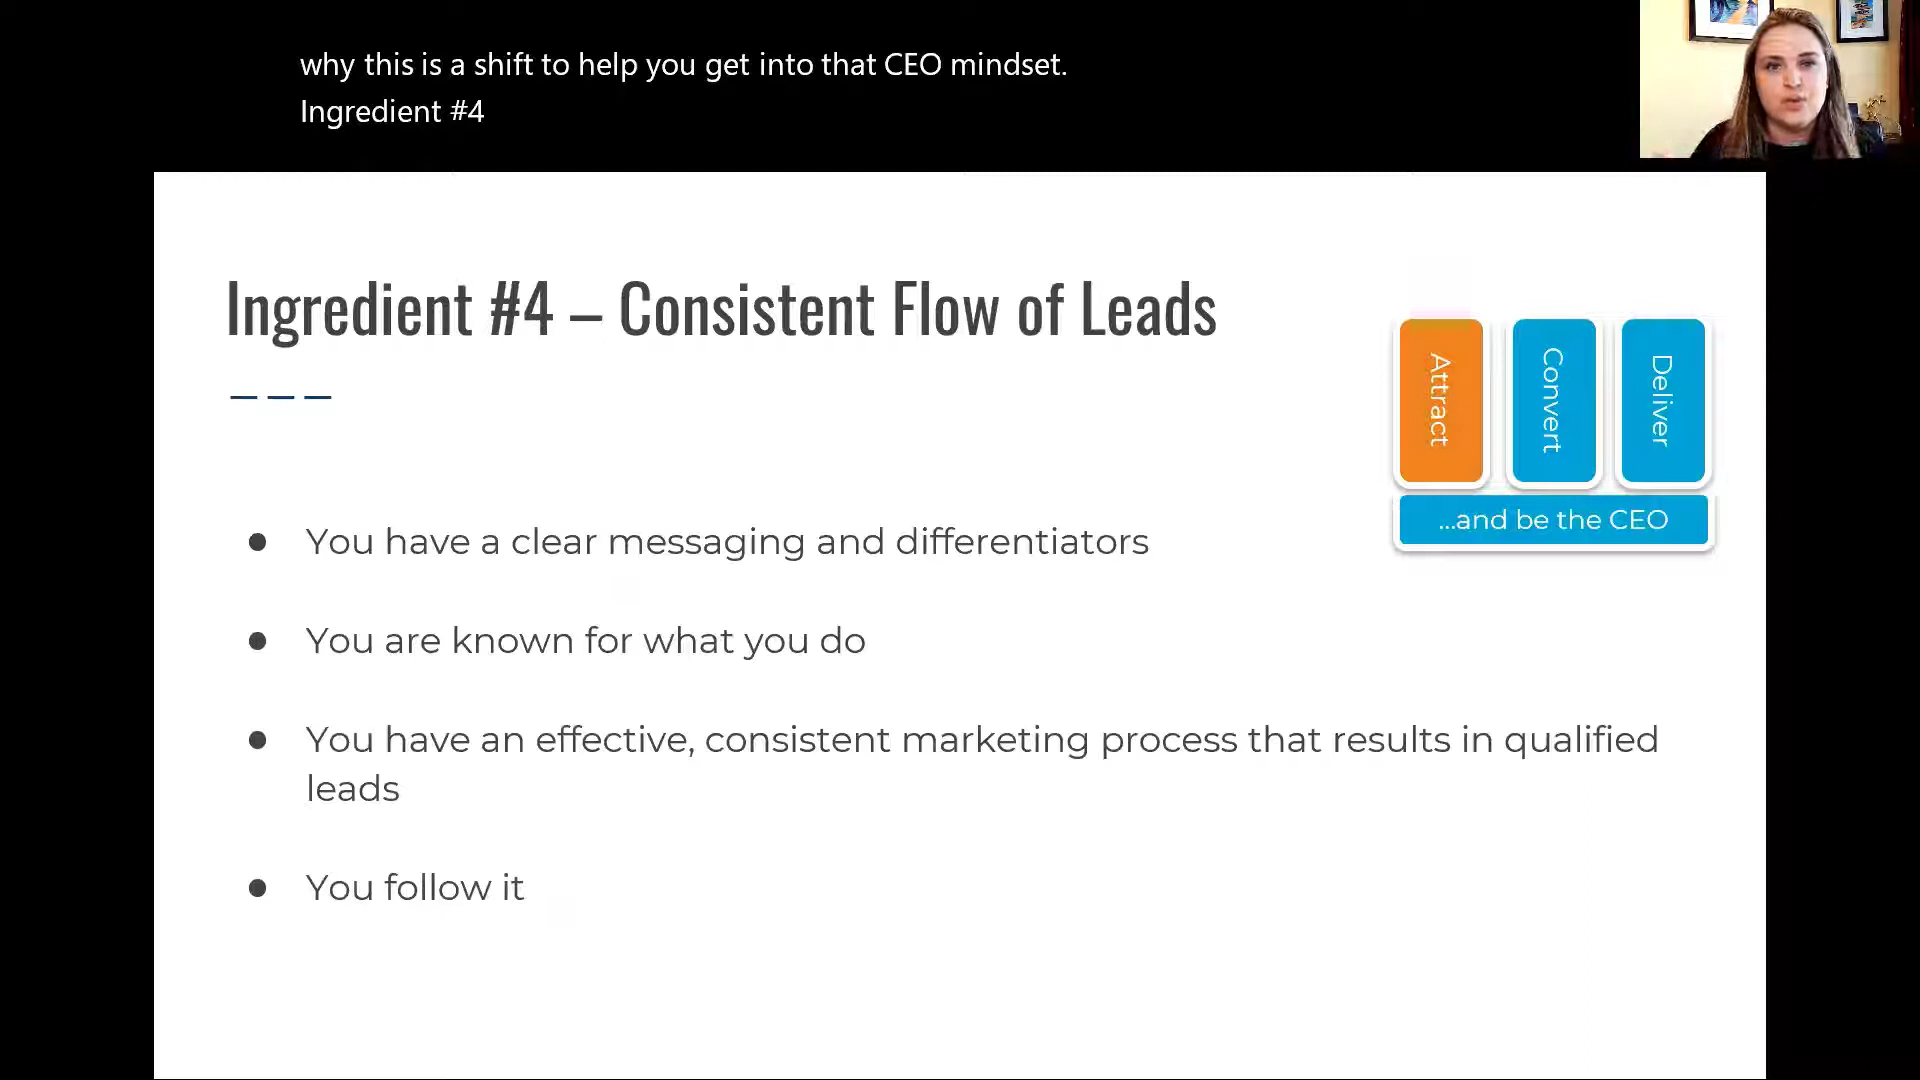 why this is a shift to help you get into that CEO mindset.
Ingredient #4
Ingredient #4 – Consistent Flow of Leads
Attract
Convert
Deliver
...and be the CEO
● You have a clear messaging and differentiators
● You are known for what you do
● You have an effective, consistent marketing process that results in qualified
leads
● You follow it